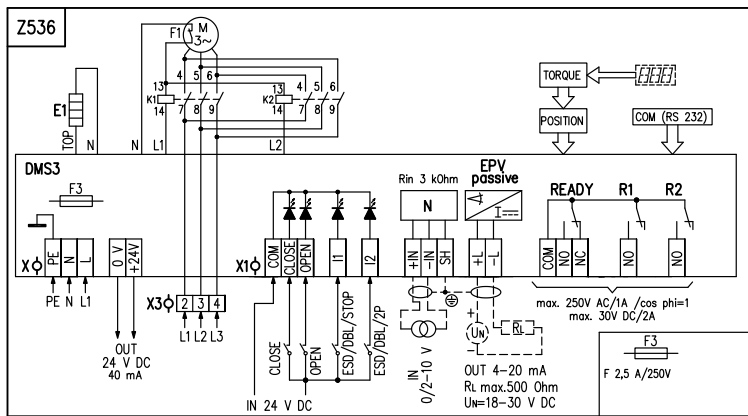 Z536
F1
M
3~
E1
TOP
N
N
13
K1
14
4 5 6
7 8 9
13
K2
14
4 5 6
7 8 9
L1
L2
TORQUE
POSITION
COM (RS 232)
DMS3
F3
Rin 3 kOhm
N
EPV
passive
I
READY R1 R2
X
PE
N
L
0 V
+24V
X1
COM
CLOSE
OPEN
I1
I2
+IN
-IN
SH
+L
-L
COM
NO
NC
NO
NO
PE N L1
OUT
24 V DC
40 mA
X3
2 3 4
L1 L2 L3
CLOSE
OPEN
ESD/DBL/STOP
ESD/DBL/2P
IN 24 V DC
IN
0/2-10 V
+
UN
-
RL
OUT 4-20 mA
RL max.500 Ohm
UN=18-30 V DC
max. 250V AC/1A /cos phi=1
max. 30V DC/2A
F3
F 2,5 A/250V